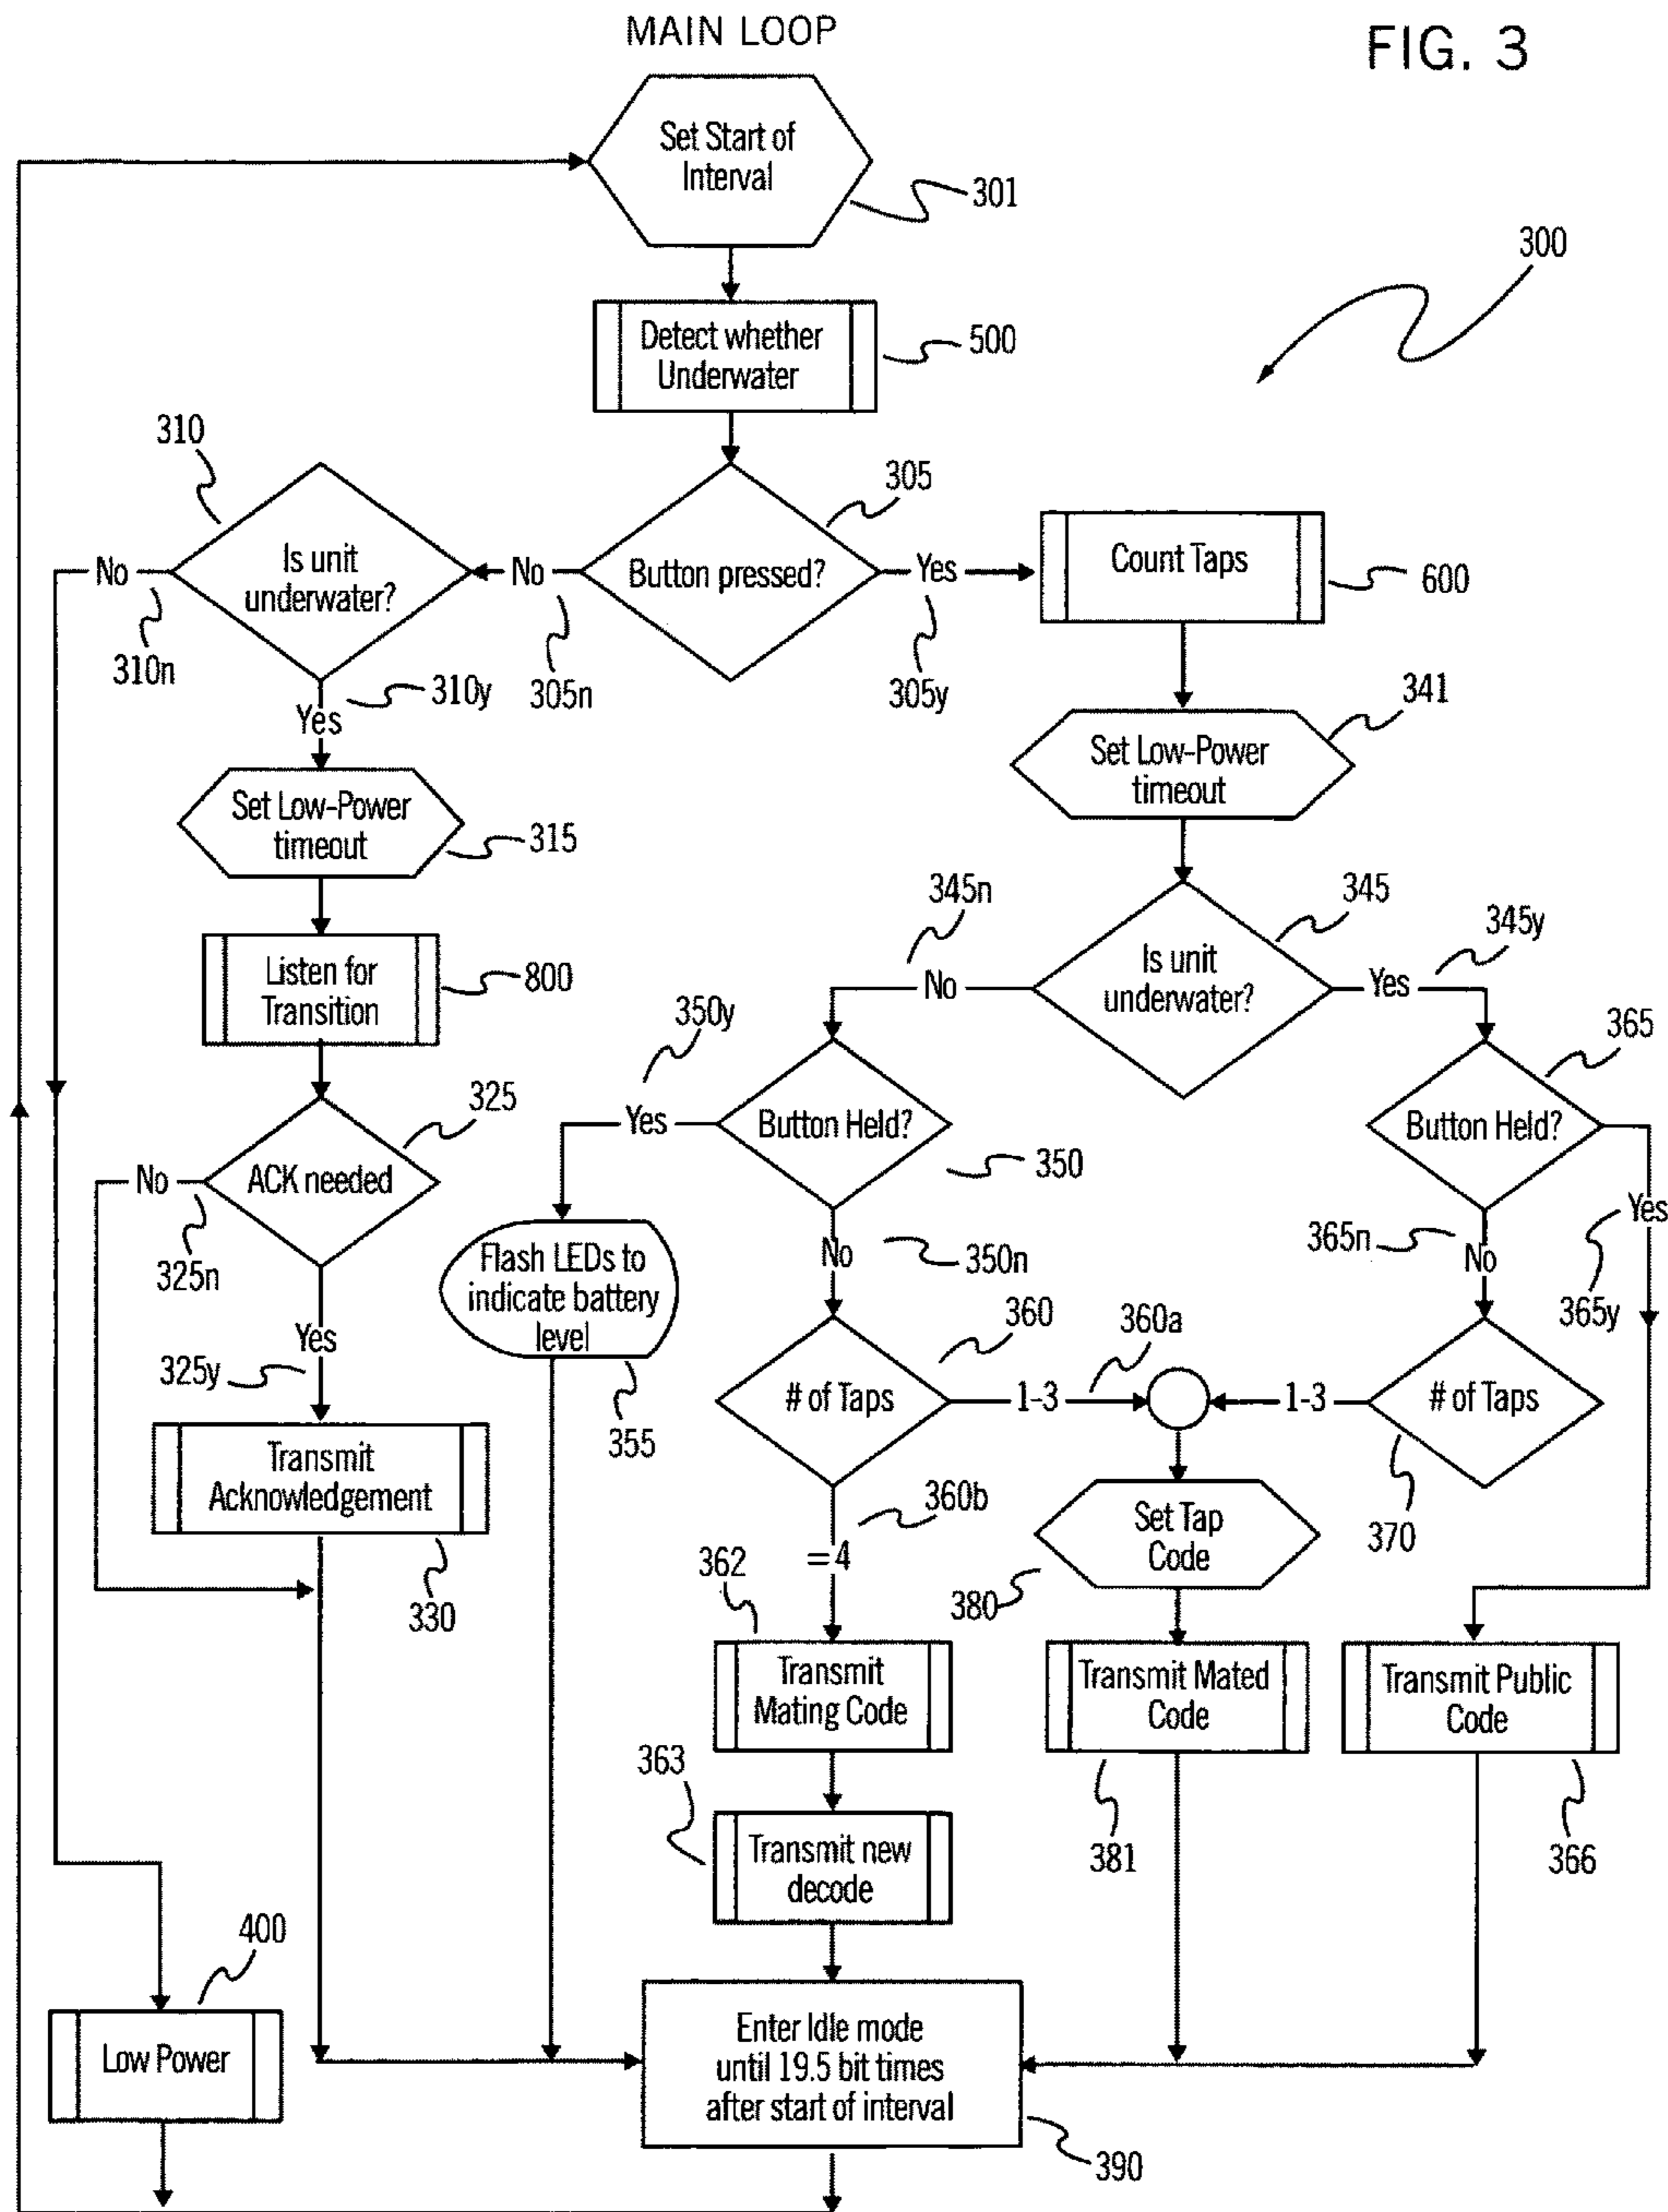 MAIN LOOP
FIG. 3
Set Start of
Interval
301
300
Detect whether
Underwater
500
310
305
Is unit
underwater?
No
No
Button pressed?
Yes
Count Taps
600
310n
310y
305n
305y
Yes
341
Set Low-Power
timeout
Set Low-Power
timeout
315
345n
345
345y
Listen for
Transition
800
Is unit
underwater?
No
Yes
350y
365
325
Yes
Button Held?
Button Held?
350
No
ACK needed
Yes
365n
325n
No
350n
No
365y
Flash LEDs to
indicate battery
level
360
360a
Yes
325y
# of Taps
1-3
1-3
# of Taps
355
Transmit
Acknowledgement
360b
Set Tap
Code
370
=4
362
380
330
Transmit
Mating Code
Transmit Mated
Code
Transmit Public
Code
363
Transmit new
decode
381
366
400
Low Power
Enter Idle mode
until 19.5 bit times
after start of interval
390